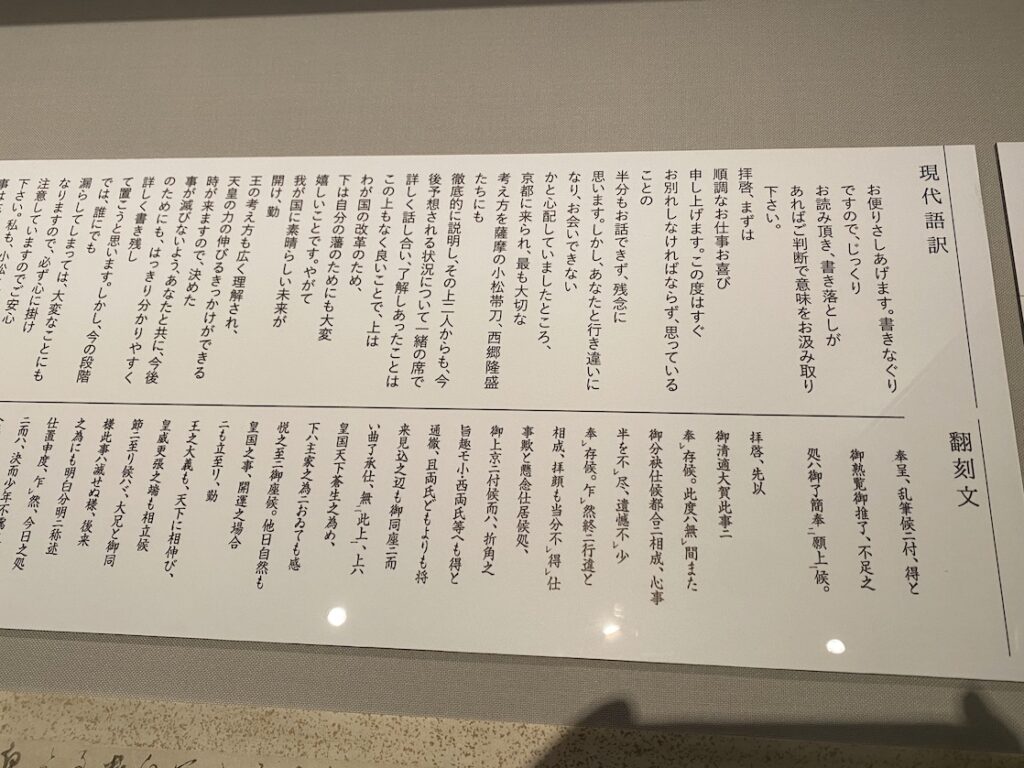 現代語訳
お便りさしあげます。書きなぐり
ですので、じっくり
お読み頂き、書き落としが
あればご判断で意味をお汲み取り
下さい。
拝啓、まずは
順調なお仕事お喜び
申し上げます。この度はすぐ
お別れしなければならず、思っている
ことの
半分もお話できず、残念に
思います。しかし、あなたと行き違いに
なり、お会いできない
かと心配していましたところ、
京都に来られ、最も大切な
考え方を薩摩の小松帯刀、西郷隆盛
たちにも
徹底的に説明し、その上二人からも、今
後予想される状況について一緒の席で
詳しく話し合い、了解しあったことは
この上もなく良いことで、上は
わが国の改革のため、
下は自分の藩のためにも大変
嬉しいことです。やがて
我が国に素晴らしい未来が
開け、勤
王の考え方も広く理解され、
天皇の力の伸びるきっかけができる
時が来ますので、決めた
事が滅びないよう、あなたと共に、今後
のためにも、はっきり分かりやすく
詳しく書き残し
て置こうと思います。しかし、今の段階
では、誰にでも
漏らしてしまっては、大変なことにも
なりますので、必ず心に掛け
注意していますのでご安心
下さい。私も、小松
翻刻文
奉呈、乱筆候ニ付、得と
御熟覧御推了、不足之
処ハ御了簡奉願上候。
拝啓、先以
御清適大賀此事ニ
奉レ存候。此度ハ無間また
御分袂仕候都合ニ相成、心事
半を不レ尽、遺憾不レ少
奉レ存候。乍レ然終ニ行違と
相成、拝顔も当分不レ得レ仕
事歟と懸念仕居候処、
御上京ニ付候而ハ、折角之
旨趣モ小西両氏等へも得と
通徹、且両氏どもよりも将
来見込之辺も御同座ニ而
い曲了承仕、無此上、上ハ
皇国天下蒼生之為め、
下ハ主家之為ニおゐても感
悦之至ニ御座候。他日自然も
皇国之事、開運之場合
ニも立至り、勤
王之大義も、天下に相伸び、
皇威更張之端も相立候
節ニ至り候ハヾ、大兄と御同
様此事ハ滅せぬ様、後来
之為にも明白分明ニ称述
仕置申度、乍レ然、今日之処
ニ而ハ、決而少年不